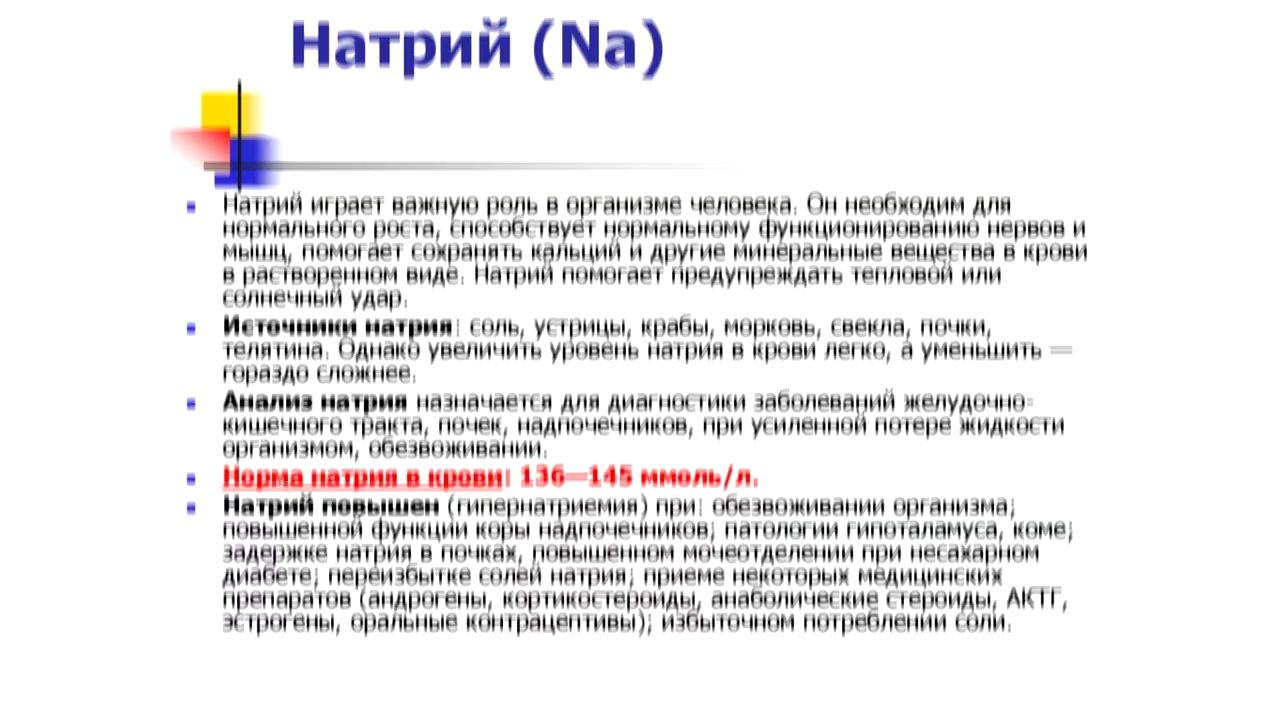 Натрий (Na)
Натрий играет важную роль в организме человека. Он необходим для
нормального роста, способствует нормальному функционированию нервов и
мышц, помогает сохранять кальций и другие минеральные вещества в крови
в растворенном виде. Натрий помогает предупреждать тепловой или
солнечный удар.
Источники натрия: соль, устрицы, крабы, морковь, свекла, почки,
телятина. Однако увеличить уровень натрия в крови легко, а уменьшить —
гораздо сложнее.
Анализ натрия назначается для диагностики заболеваний желудочно-
кишечного тракта, почек, надпочечников, при усиленной потере жидкости
организмом, обезвоживании.
Норма натрия в крови: 136—145 ммоль/л.
Натрий повышен (гипернатриемия) при: обезвоживании организма;
повышенной функции коры надпочечников; патологии гипоталамуса, коме;
задержке натрия в почках, повышенном мочеотделении при несахарном
диабете; переизбытке солей натрия; приеме некоторых медицинских
препаратов (андрогены, кортикостероиды, анаболические стероиды, АКТГ,
эстрогены, оральные контрацептивы); избыточном потреблении соли.